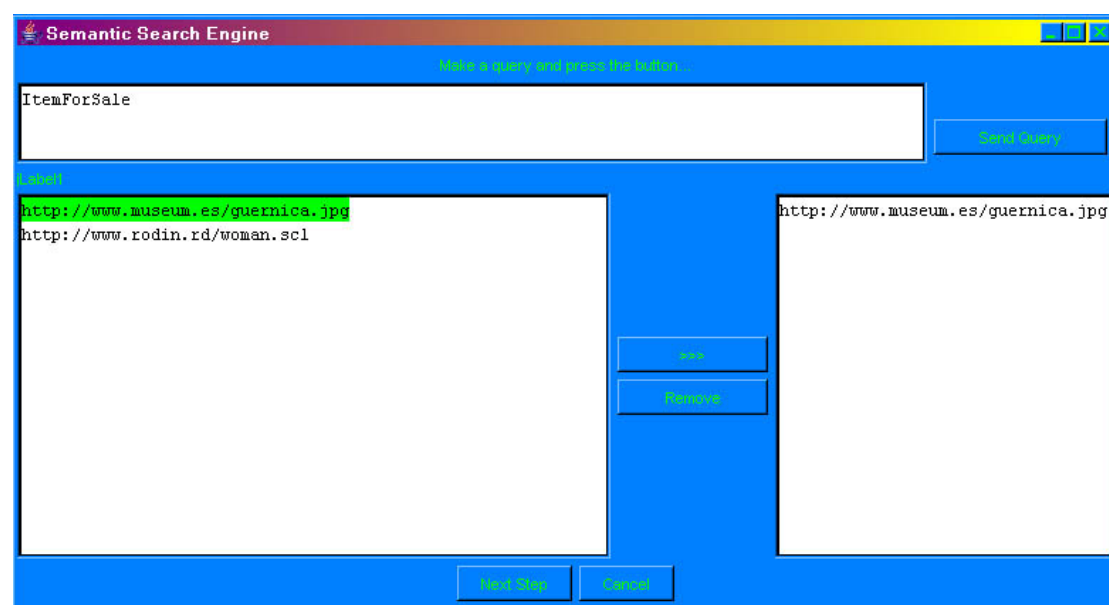 Semantic Search Engine
Make a query and press the button...
ItemForSale
Send Query
jLabel1
http://www.museum.es/guernica.jpg
http://www.rodin.rd/woman.scl
>>>
Remove
http://www.museum.es/guernica.jpg
Next Step
Cancel